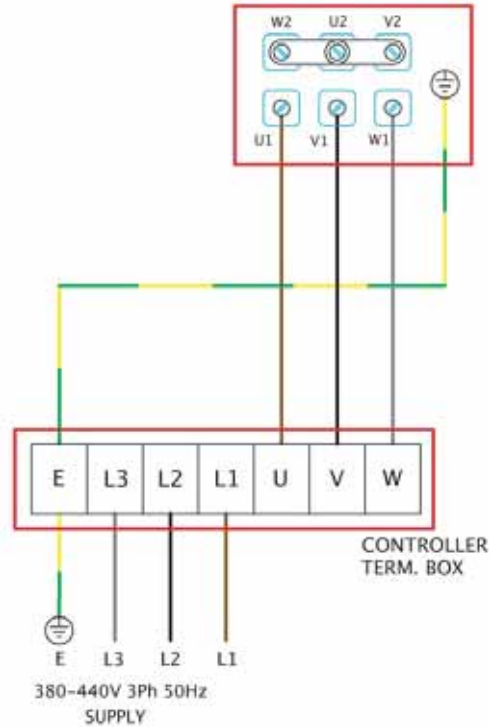 W2 U2 V2
U1 V1 W1
E L3 L2 L1 U V W
CONTROLLER
TERM. BOX
E L3 L2 L1
380-440V 3Ph 50Hz
SUPPLY